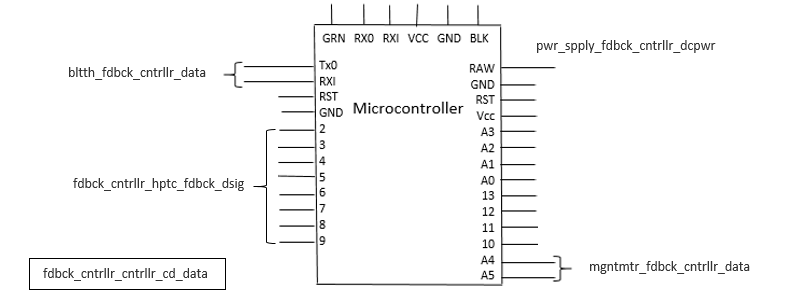 GRN RX0 RXI VCC GND BLK
pwr_spply_fdbck_cntrllr_dcpwr
bltth_fdbck_cntrllr_data
Tx0
RXI
RST
GND
2
3
4
5
6
7
8
9
Microcontroller
RAW
GND
RST
Vcc
A3
A2
A1
A0
13
12
11
10
A4
A5
fdbck_cntrllr_hptc_fdbck_dsig
mgntmtr_fdbck_cntrllr_data
fdbck_cntrllr_cntrllr_cd_data